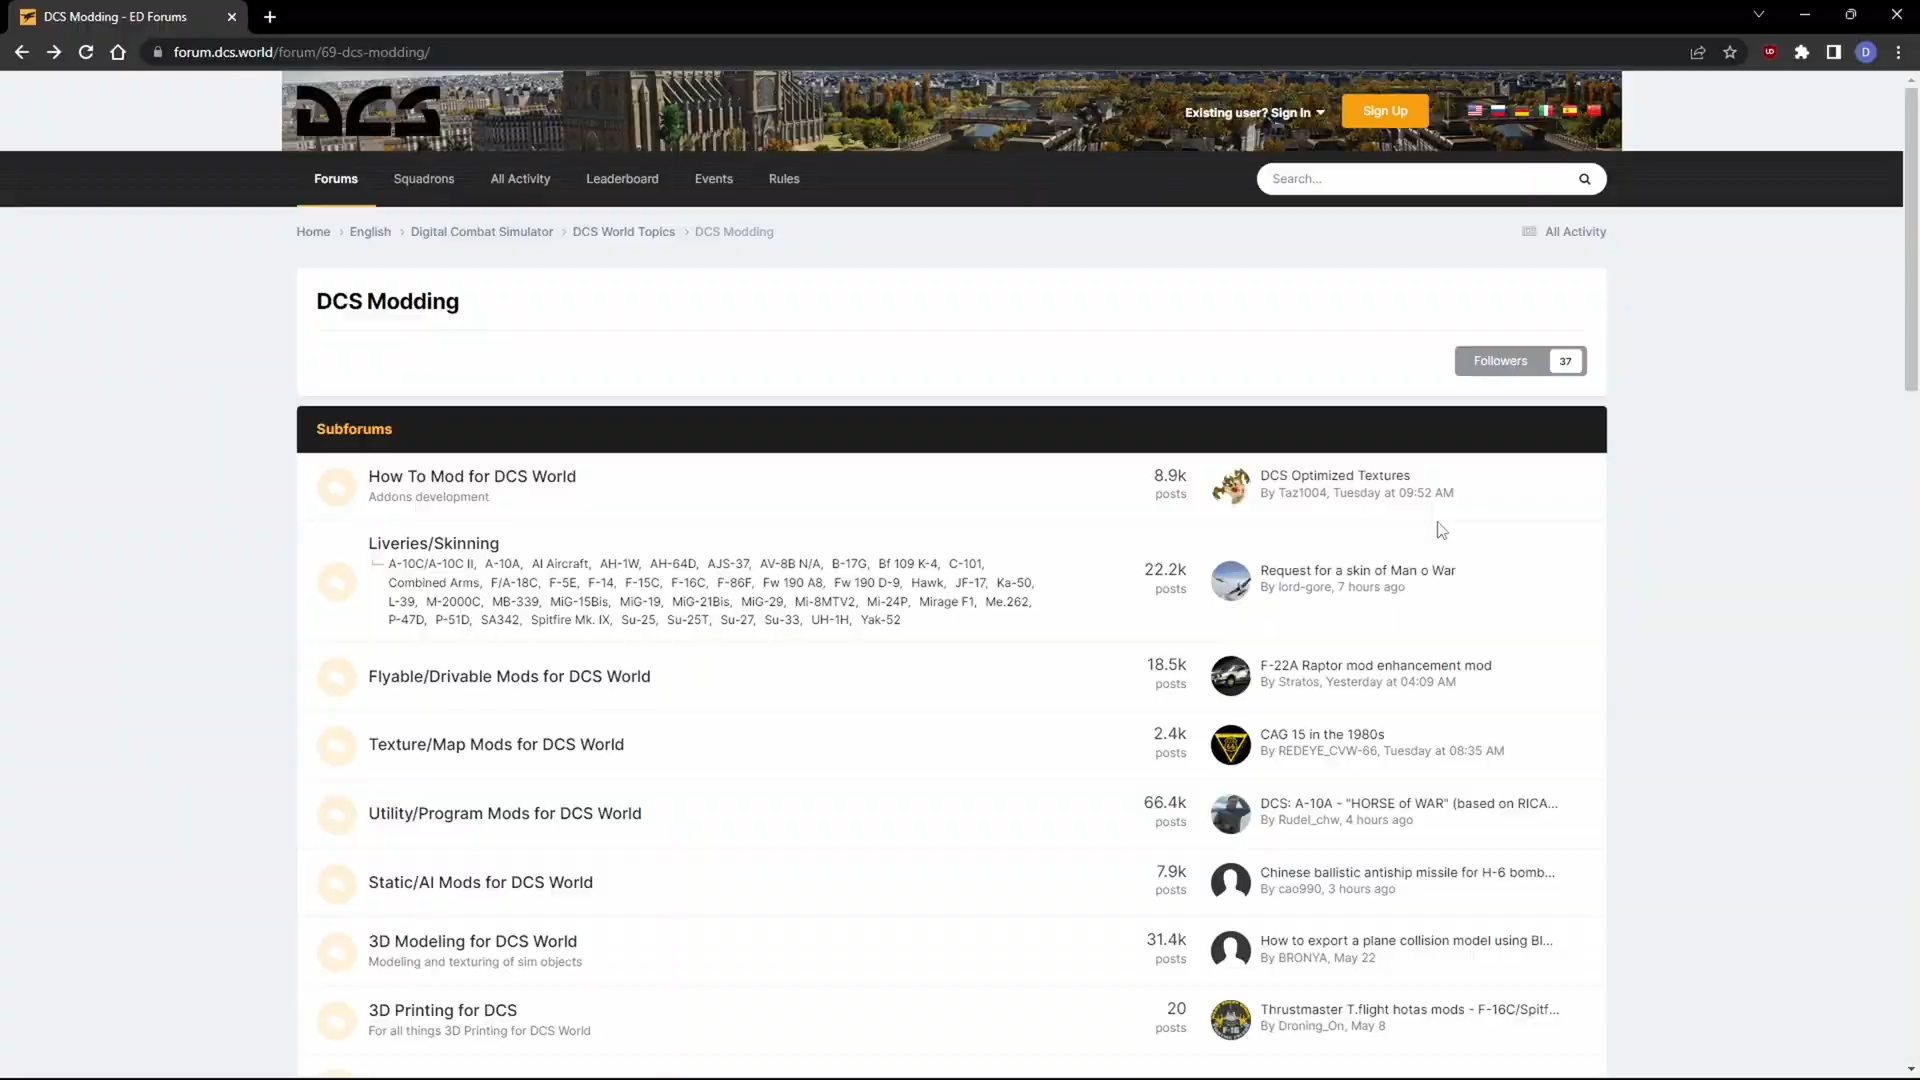 DCS Modding - ED Forums
forum.dcs.world/forum/69-dcs-modding/
D
DCS
Existing user? Sign In
Sign Up
Forums
Squadrons
All Activity
Leaderboard
Events
Rules
Search...
Home
English
Digital Combat Simulator
DCS World Topics
DCS Modding
All Activity
DCS Modding
Followers 37
Subforums
How To Mod for DCS World
Addons development
8.9k
posts
DCS Optimized Textures
By Taz1004, Tuesday at 09:52 AM
Liveries/Skinning
A-10C/A-10C II, A-10A, AI Aircraft, AH-1W, AH-64D, AJS-37, AV-8B N/A, B-17G, Bf 109 K-4, C-101,
Combined Arms, F/A-18C, F-5E, F-14, F-15C, F-16C, F-86F, Fw 190 A8, Fw 190 D-9, Hawk, JF-17, Ka-50,
L-39, M-2000C, MB-339, MiG-15Bis, MiG-19, MiG-21Bis, MiG-29, Mi-8MTV2, Mi-24P, Mirage F1, Me.262,
P-47D, P-51D, SA342, Spitfire Mk. IX, Su-25, Su-25T, Su-27, Su-33, UH-1H, Yak-52
22.2k
posts
Request for a skin of Man o War
By lord-gore, 7 hours ago
Flyable/Drivable Mods for DCS World
18.5k
posts
F-22A Raptor mod enhancement mod
By Stratos, Yesterday at 04:09 AM
Texture/Map Mods for DCS World
2.4k
posts
CAG 15 in the 1980s
By REDEYE_CVW-66, Tuesday at 08:35 AM
Utility/Program Mods for DCS World
66.4k
posts
DCS: A-10A - "HORSE of WAR" (based on RICA...
By Rudel_chw, 4 hours ago
Static/AI Mods for DCS World
7.9k
posts
Chinese ballistic antiship missile for H-6 bomb...
By cao990, 3 hours ago
3D Modeling for DCS World
Modeling and texturing of sim objects
31.4k
posts
How to export a plane collision model using Bl...
By BRONYA, May 22
3D Printing for DCS
For all things 3D Printing for DCS World
20
posts
Thrustmaster T.flight hotas mods - F-16C/Spitf...
By Droning_On, May 8